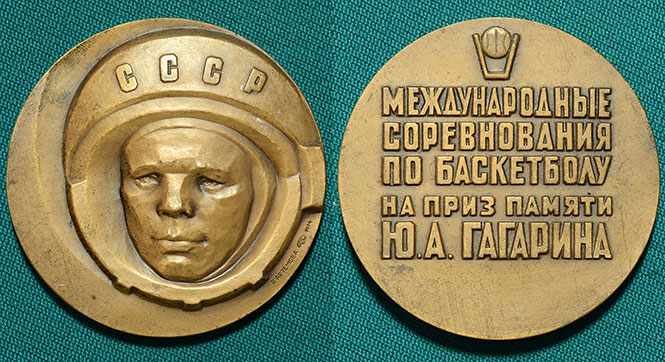 СССР
МЕЖДУНАРОДНЫЕ
СОРЕВНОВАНИЯ
ПО БАСКЕТБОЛУ
НА ПРИЗ ПАМЯТИ
Ю.А. ГАГАРИНА